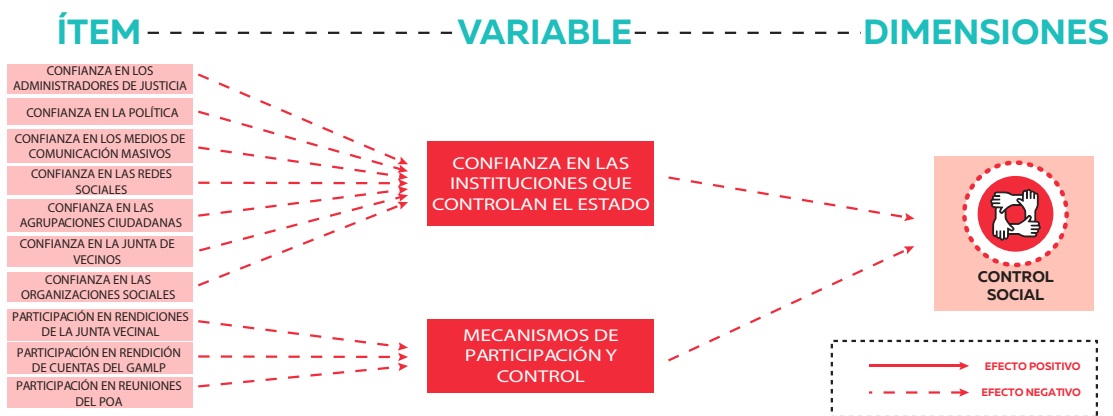 ÍTEM
VARIABLE
DIMENSIONES
CONFIANZA EN LOS
ADMINISTRADORES DE JUSTICIA
CONFIANZA EN LA POLÍTICA
CONFIANZA EN LOS MEDIOS DE
COMUNICACIÓN MASIVOS
CONFIANZA EN LAS REDES
SOCIALES
CONFIANZA EN LAS
AGRUPACIONES CIUDADANAS
CONFIANZA EN LA JUNTA DE
VECINOS
CONFIANZA EN LAS
ORGANIZACIONES SOCIALES
PARTICIPACIÓN EN RENDICIONES
DE LA JUNTA VECINAL
PARTICIPACIÓN EN RENDICIÓN
DE CUENTAS DEL GAMLP
PARTICIPACIÓN EN REUNIONES
DEL POA
CONFIANZA EN LAS
INSTITUCIONES QUE
CONTROLAN EL ESTADO
MECANISMOS DE
PARTICIPACIÓN Y
CONTROL
CONTROL
SOCIAL
EFECTO POSITIVO
EFECTO NEGATIVO